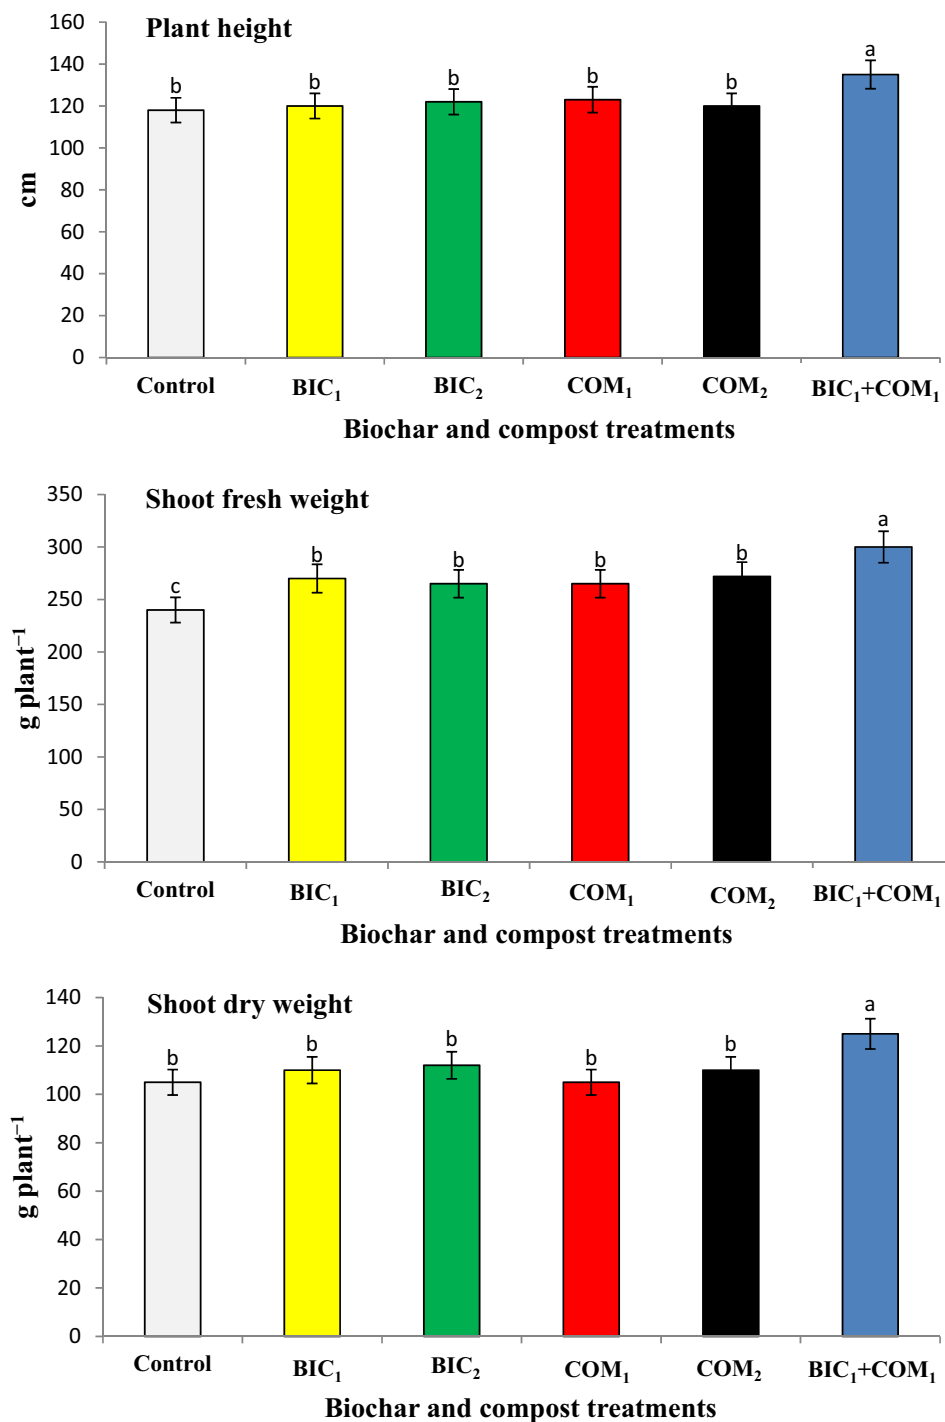 Plant height
160
140
120
100
80
60
40
20
0
cm
b b b b b a
Control BIC₁ BIC₂ COM₁ COM₂ BIC₁+COM₁
Biochar and compost treatments
Shoot fresh weight
350
300
250
200
150
100
50
0
g plant⁻¹
c b b b b a
Control BIC₁ BIC₂ COM₁ COM₂ BIC₁+COM₁
Biochar and compost treatments
Shoot dry weight
140
120
100
80
60
40
20
0
g plant⁻¹
b b b b b a
Control BIC₁ BIC₂ COM₁ COM₂ BIC₁+COM₁
Biochar and compost treatments